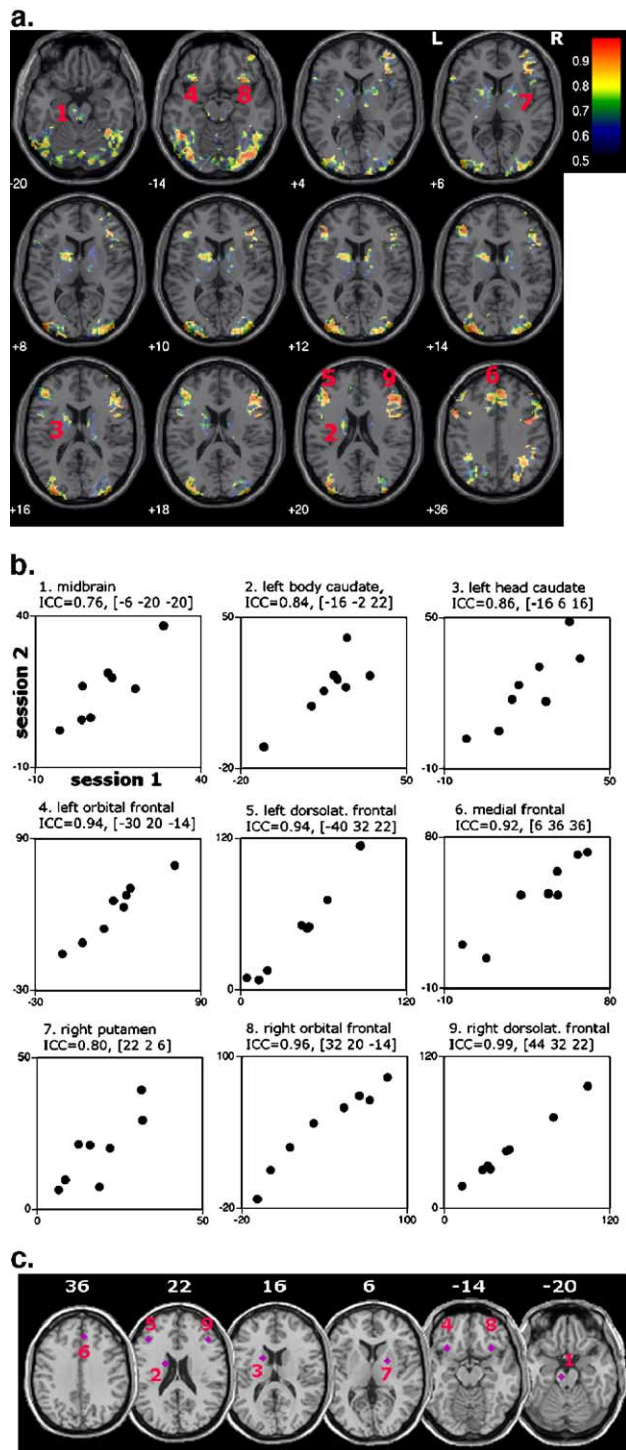 a.
L R
0.9
0.8
0.7
0.6
0.5
1
4 8
7
-20 -14 +4 +6
+8 +10 +12 +14
5 9 6
3
2
+16 +18 +20 +36
b.
1. midbrain
ICC=0.76, [-6 -20 -20]
2. left body caudate,
ICC=0.84, [-16 -2 22]
3. left head caudate
ICC=0.86, [-16 6 16]
40
50
50
session 2
session 1
-10
-10 40
-20
-20 50
-10
-10 50
4. left orbital frontal
ICC=0.94, [-30 20 -14]
5. left dorsolat. frontal
ICC=0.94, [-40 32 22]
6. medial frontal
ICC=0.92, [6 36 36]
90
120
80
-30
-30 90
0
0 120
-10
-10 80
7. right putamen
ICC=0.80, [22 2 6]
8. right orbital frontal
ICC=0.96, [32 20 -14]
9. right dorsolat. frontal
ICC=0.99, [44 32 22]
50
100
120
0
0 50
-20
-20 100
0
0 120
c.
36 22 16 6 -14 -20
6
5 9
2
3
7
4 8
1